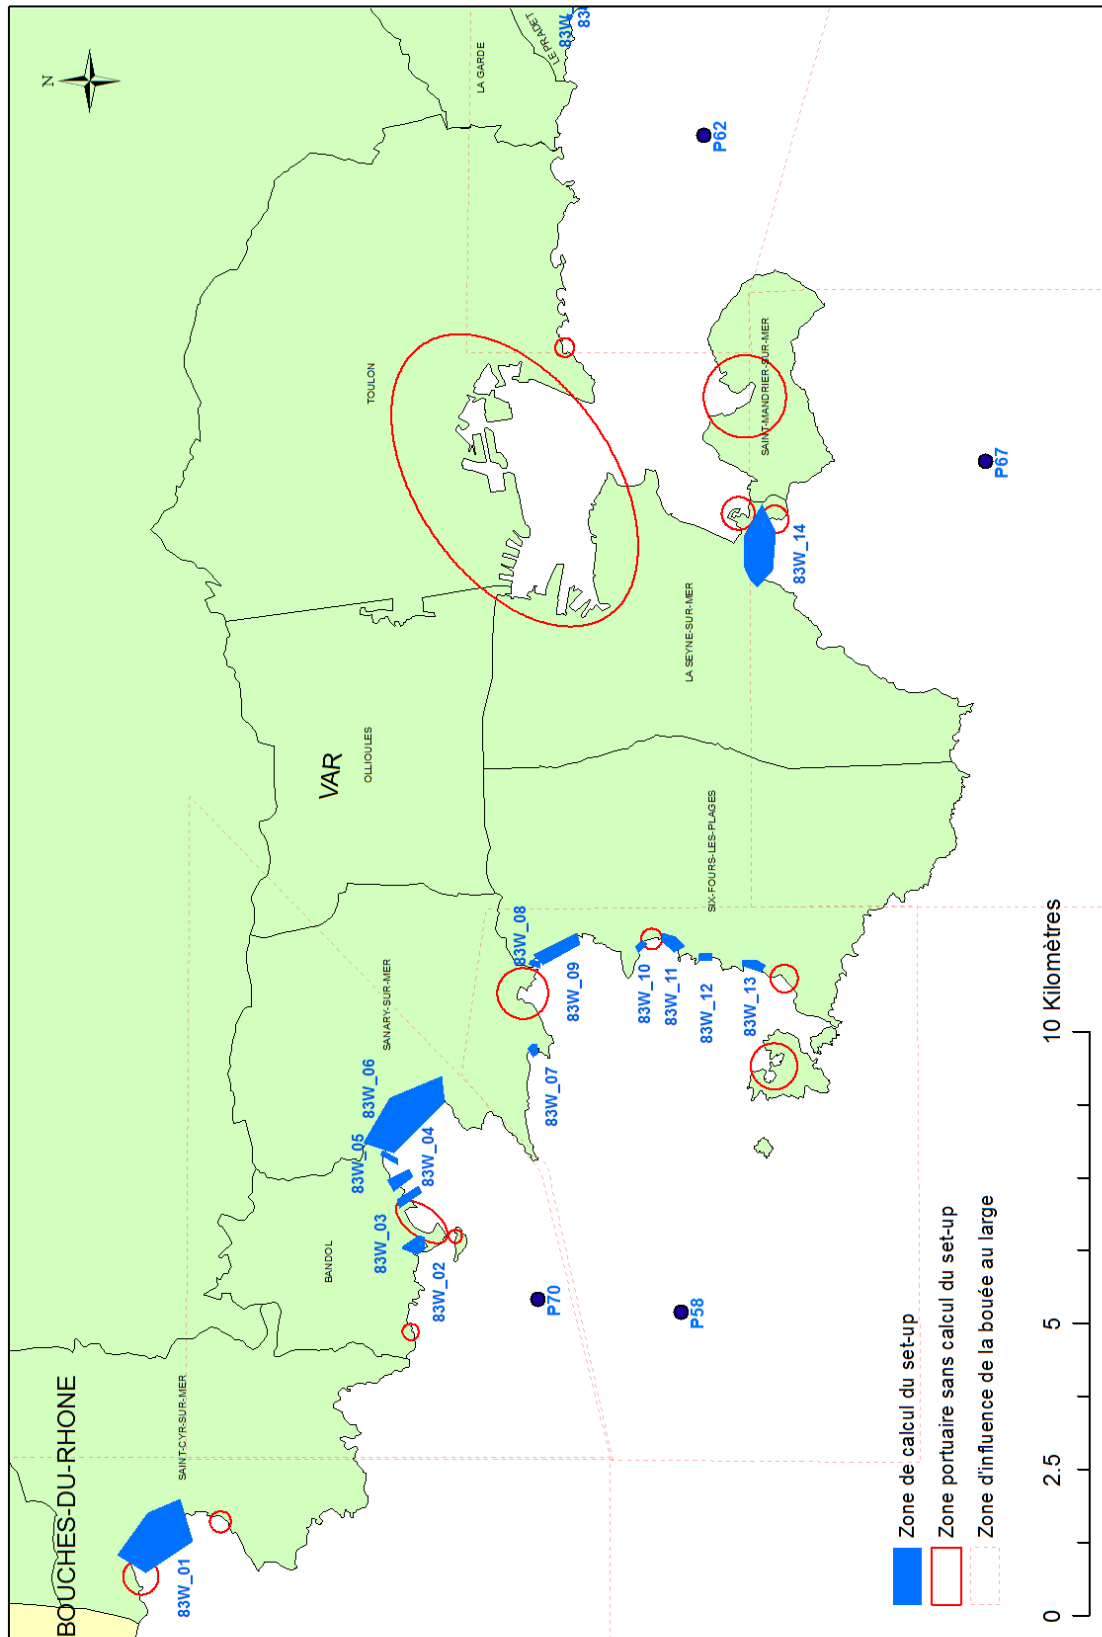 BOUCHES-DU-RHONE
VAR
N
SAINT-CYR-SUR-MER
BANDOL
SANARY-SUR-MER
OLLIOULES
TOULON
LA GARDE
LE PRADET
SIX-FOURS-LES-PLAGES
LA SEYNE-SUR-MER
SAINT-MANDRIER-SUR-MER
83W_01
83W_02
83W_03
83W_04
83W_05
83W_06
83W_07
83W_08
83W_09
83W_10
83W_11
83W_12
83W_13
83W_14
83W
P70
P58
P67
P62
Zone de calcul du set-up
Zone portuaire sans calcul du set-up
Zone d'influence de la bouée au large
0 2.5 5 10 Kilomètres